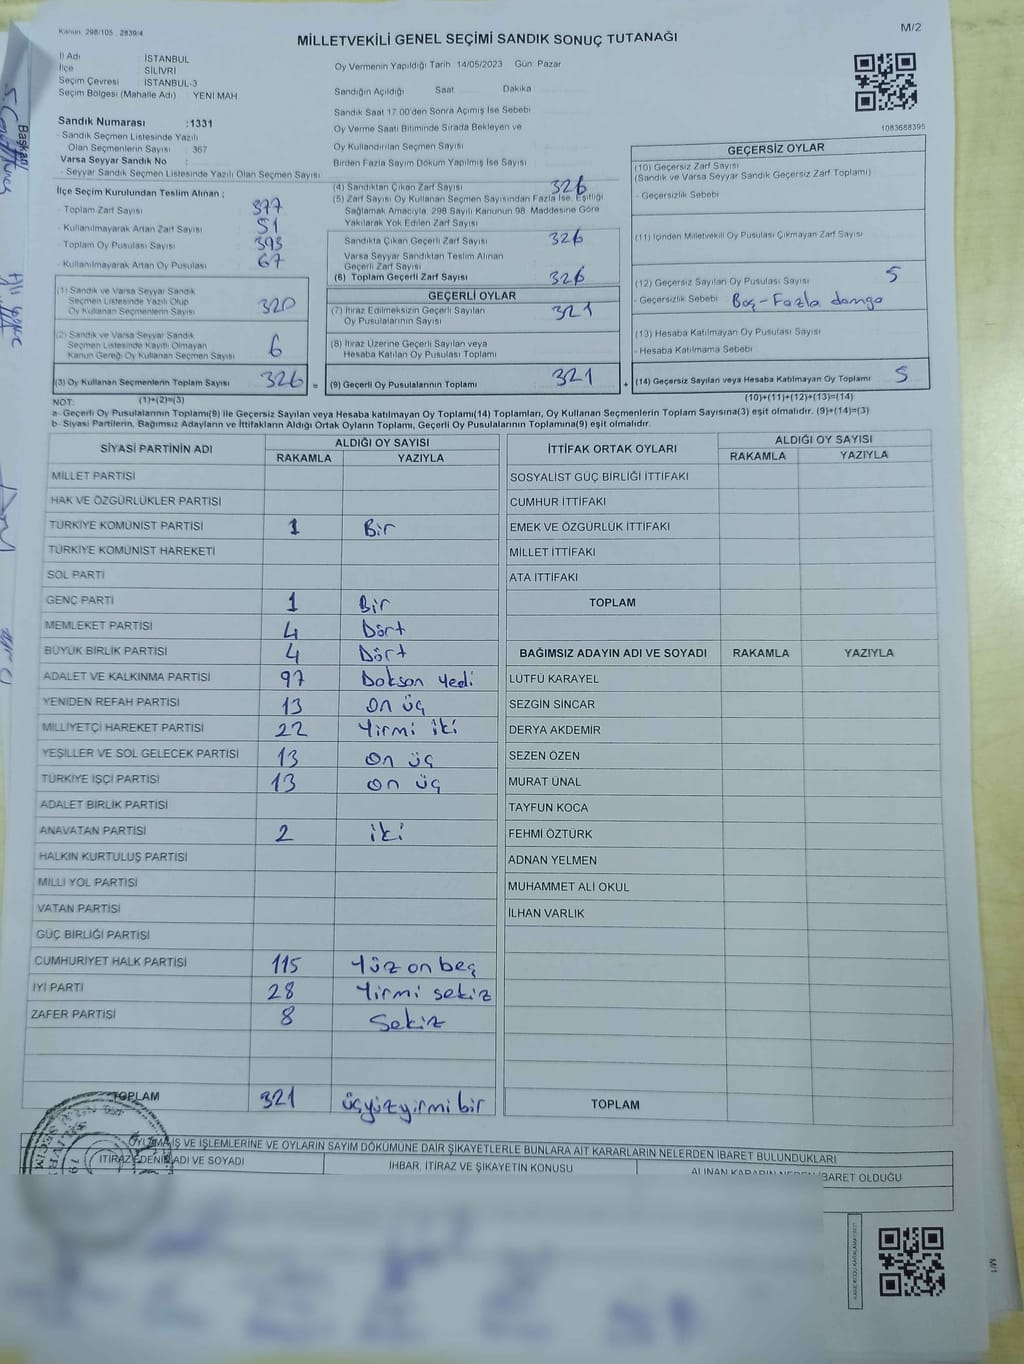 Kanun: 298/105 , 2839/4
M/2
MİLLETVEKİLİ GENEL SEÇİMİ SANDIK SONUÇ TUTANAĞI
İl Adı İSTANBUL
İlçe SİLİVRİ
Seçim Çevresi İSTANBUL-3
Seçim Bölgesi (Mahalle Adı) YENİ MAH
Oy Vermenin Yapıldığı Tarih 14/05/2023 Gün Pazar
Sandığın Açıldığı Saat Dakika
Sandık Saat 17 00'den Sonra Açımış İse Sebebi
Oy Verme Saati Bitiminde Sırada Bekleyen ve
Oy Kullandırılan Seçmen Sayısı
Birden Fazla Sayım Döküm Yapılmış İse Sayısı
Sandık Numarası :1331
- Sandık Seçmen Listesinde Yazılı
Olan Seçmenlerin Sayısı : 367
Varsa Seyyar Sandık No :
- Seyyar Sandık Seçmen Listesinde Yazılı Olan Seçmen Sayısı
1083688395
İlçe Seçim Kurulundan Teslim Alınan ;
- Toplam Zarf Sayısı 377
- Kullanılmayarak Artan Zarf Sayısı 51
- Toplam Oy Pusulası Sayısı 393
- Kullanılmayarak Artan Oy Pusulası 67
(1) Sandık ve Varsa Seyyar Sandık
Seçmen Listesinde Yazılı Olup
Oy Kullanan Seçmenlerin Sayısı 320
(2) Sandık ve Varsa Seyyar Sandık
Seçmen Listesinde Kayıtlı Olmayan
Kanun Gereği Oy Kullanan Seçmen Sayısı 6
(3) Oy Kullanan Seçmenlerin Toplam Sayısı 326 =
(4) Sandıktan Çıkan Zarf Sayısı 326
(5) Zarf Sayısı Oy Kullanan Seçmen Sayısından Fazla İse, Eşitliği
Sağlamak Amacıyla, 298 Sayılı Kanunun 98. Maddesine Göre
Yakılarak Yok Edilen Zarf Sayısı
Sandıkta Çıkan Geçerli Zarf Sayısı 326
Varsa Seyyar Sandıktan Teslim Alınan
Geçerli Zarf Sayısı
(6) Toplam Geçerli Zarf Sayısı 326
GEÇERLİ OYLAR
(7) İtiraz Edilmeksizin Geçerli Sayılan
Oy Pusulalarının Sayısı 321
(8) İtiraz Üzerine Geçerli Sayılan veya
Hesaba Katılan Oy Pusulası Toplamı
(9) Geçerli Oy Pusulalarının Toplamı : 321 +
GEÇERSİZ OYLAR
(10) Geçersiz Zarf Sayısı
(Sandık ve Varsa Seyyar Sandık Geçersiz Zarf Toplamı)
- Geçersizlik Sebebi
(11) İçinden Milletvekili Oy Pusulası Çıkmayan Zarf Sayısı
(12) Geçersiz Sayılan Oy Pusulası Sayısı 5
- Geçersizlik Sebebi Boş-Fazla damga
(13) Hesaba Katılmayan Oy Pusulası Sayısı
- Hesaba Katılmama Sebebi
(14) Geçersiz Sayılan veya Hesaba Katılmayan Oy Toplamı 5
NOT: (1)+(2)=(3) (10)+(11)+(12)+(13)=(14)
a- Geçerli Oy Pusulalarının Toplamı(9) ile Geçersiz Sayılan veya Hesaba katılmayan Oy Toplamı(14) Toplamları, Oy Kullanan Seçmenlerin Toplam Sayısına(3) eşit olmalıdır. (9)+(14)=(3)
b- Siyasi Partilerin, Bağımsız Adayların ve İttifakların Aldığı Ortak Oyların Toplamı, Geçerli Oy Pusulalarının Toplamına(9) eşit olmalıdır.
SİYASİ PARTİNİN ADI ALDIĞI OY SAYISI
RAKAMLA YAZIYLA
MİLLET PARTİSİ
HAK VE ÖZGÜRLÜKLER PARTİSİ
TÜRKİYE KOMÜNİST PARTİSİ 1 Bir
TÜRKİYE KOMÜNİST HAREKETİ
SOL PARTİ
GENÇ PARTİ 1 Bir
MEMLEKET PARTİSİ 4 Dört
BÜYÜK BİRLİK PARTİSİ 4 Dört
ADALET VE KALKINMA PARTİSİ 97 Doksan Yedi
YENİDEN REFAH PARTİSİ 13 On üç
MİLLİYETÇİ HAREKET PARTİSİ 22 Yirmi iki
YEŞİLLER VE SOL GELECEK PARTİSİ 13 On üç
TÜRKİYE İŞÇİ PARTİSİ 13 On üç
ADALET BİRLİK PARTİSİ
ANAVATAN PARTİSİ 2 iki
HALKIN KURTULUŞ PARTİSİ
MİLLİ YOL PARTİSİ
VATAN PARTİSİ
GÜÇ BİRLİĞİ PARTİSİ
CUMHURİYET HALK PARTİSİ 115 Yüz on beş
İYİ PARTİ 28 Yirmi sekiz
ZAFER PARTİSİ 8 Sekiz
TOPLAM 321 üçyüzyirmi bir
İTTİFAK ORTAK OYLARI ALDIĞI OY SAYISI
RAKAMLA YAZIYLA
SOSYALİST GÜÇ BİRLİĞİ İTTİFAKI
CUMHUR İTTİFAKI
EMEK VE ÖZGÜRLÜK İTTİFAKI
MİLLET İTTİFAKI
ATA İTTİFAKI
TOPLAM
BAĞIMSIZ ADAYIN ADI VE SOYADI RAKAMLA YAZIYLA
LÜTFÜ KARAYEL
SEZGİN SİNCAR
DERYA AKDEMİR
SEZEN ÖZEN
MURAT ÜNAL
TAYFUN KOCA
FEHMİ ÖZTÜRK
ADNAN YELMEN
MUHAMMET ALİ OKUL
İLHAN VARLIK
TOPLAM
İŞ VE İŞLEMLERİNE VE OYLARIN SAYIM DÖKÜMÜNE DAİR ŞİKAYETLERLE BUNLARA AİT KARARLARIN NELERDEN İBARET BULUNDUKLARI
İTİRAZ EDENİN ADI VE SOYADI İHBAR, İTİRAZ VE ŞİKAYETİN KONUSU ALINAN KARARIN NEDEN İBARET OLDUĞU
M/1
Başkan